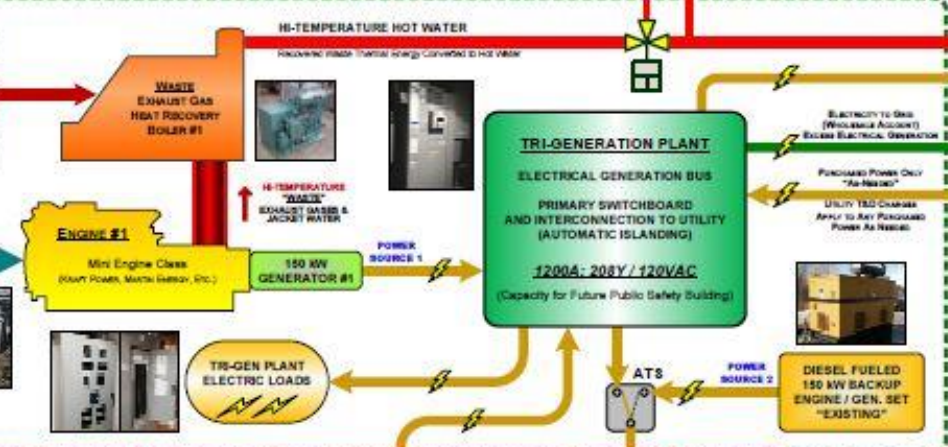 HI-TEMPERATURE HOT WATER
Recovered Waste Thermal Energy Converted to Hot Water
WASTE
EXHAUST GAS
HEAT RECOVERY
BOILER #1
HI-TEMPERATURE
"WASTE"
EXHAUST GASES &
JACKET WATER
ENGINE #1
Mini Engine Class
(KRAFT POWER, MARTIN ENERGY, ETC.)
150 KW
GENERATOR #1
POWER
SOURCE 1
TRI-GENERATION PLANT
ELECTRICAL GENERATION BUS
PRIMARY SWITCHBOARD
AND INTERCONNECTION TO UTILITY
(AUTOMATIC ISLANDING)
1200A; 208Y / 120VAC
(Capacity for Future Public Safety Building)
ELECTRICITY TO GRID
(WHOLESALE ACCOUNT)
EXCESS ELECTRICAL GENERATION
PURCHASED POWER ONLY
"AS-NEEDED"
UTILITY T&D CHARGES
APPLY TO ANY PURCHASED
POWER AS NEEDED
TRI-GEN PLANT
ELECTRIC LOADS
ATS
POWER
SOURCE 2
DIESEL FUELED
150 kW BACKUP
ENGINE / GEN. SET
"EXISTING"